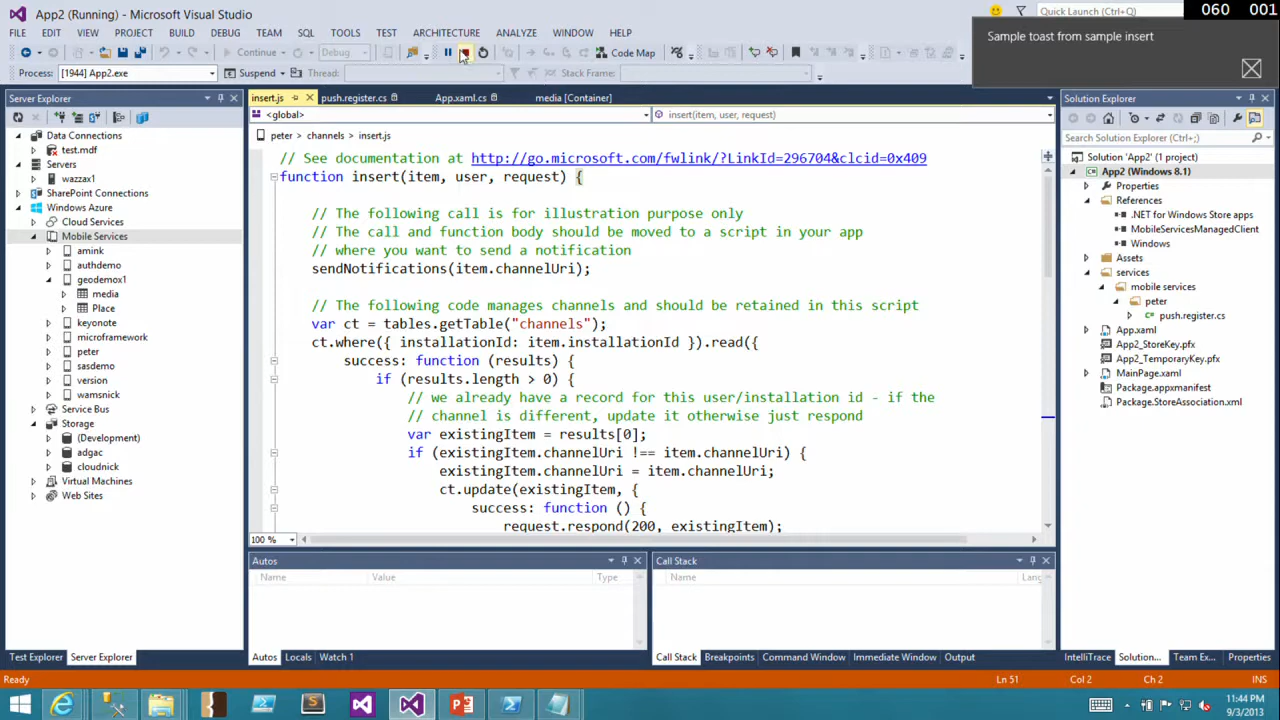 App2 (Running) - Microsoft Visual Studio
Quick Launch (Ctrl+Q)
060 001
Sample toast from sample insert
FILE EDIT VIEW PROJECT BUILD DEBUG TEAM SQL TOOLS TEST ARCHITECTURE ANALYZE WINDOW HELP
Continue Debug Code Map
Process: [1944] App2.exe Suspend Thread: Stack Frame:
Server Explorer
Data Connections
test.mdf
Servers
wazzax1
SharePoint Connections
Windows Azure
Cloud Services
Mobile Services
amink
authdemo
geodemox1
media
Place
keyonote
microframework
peter
sasdemo
version
wamsnick
Service Bus
Storage
(Development)
adgac
cloudnick
Virtual Machines
Web Sites
Test Explorer Server Explorer
insert.js push.register.cs App.xaml.cs media [Container]
<global> insert(item, user, request)
peter › channels › insert.js
// See documentation at http://go.microsoft.com/fwlink/?LinkId=296704&clcid=0x409
function insert(item, user, request) {
// The following call is for illustration purpose only
// The call and function body should be moved to a script in your app
// where you want to send a notification
sendNotifications(item.channelUri);
// The following code manages channels and should be retained in this script
var ct = tables.getTable("channels");
ct.where({ installationId: item.installationId }).read({
success: function (results) {
if (results.length > 0) {
// we already have a record for this user/installation id - if the
// channel is different, update it otherwise just respond
var existingItem = results[0];
if (existingItem.channelUri !== item.channelUri) {
existingItem.channelUri = item.channelUri;
ct.update(existingItem, {
success: function () {
request.respond(200, existingItem);
100 %
Autos
Name Value Type
Autos Locals Watch 1
Call Stack
Name Lang
Call Stack Breakpoints Command Window Immediate Window Output
Solution Explorer
Search Solution Explorer (Ctrl+;)
Solution 'App2' (1 project)
App2 (Windows 8.1)
Properties
References
.NET for Windows Store apps
MobileServicesManagedClient
Windows
Assets
services
mobile services
peter
push.register.cs
App.xaml
App2_StoreKey.pfx
App2_TemporaryKey.pfx
MainPage.xaml
Package.appxmanifest
Package.StoreAssociation.xml
IntelliTrace Solution... Team Ex... Properties
Ready Ln 51 Col 2 Ch 2 INS
11:44 PM
9/3/2013